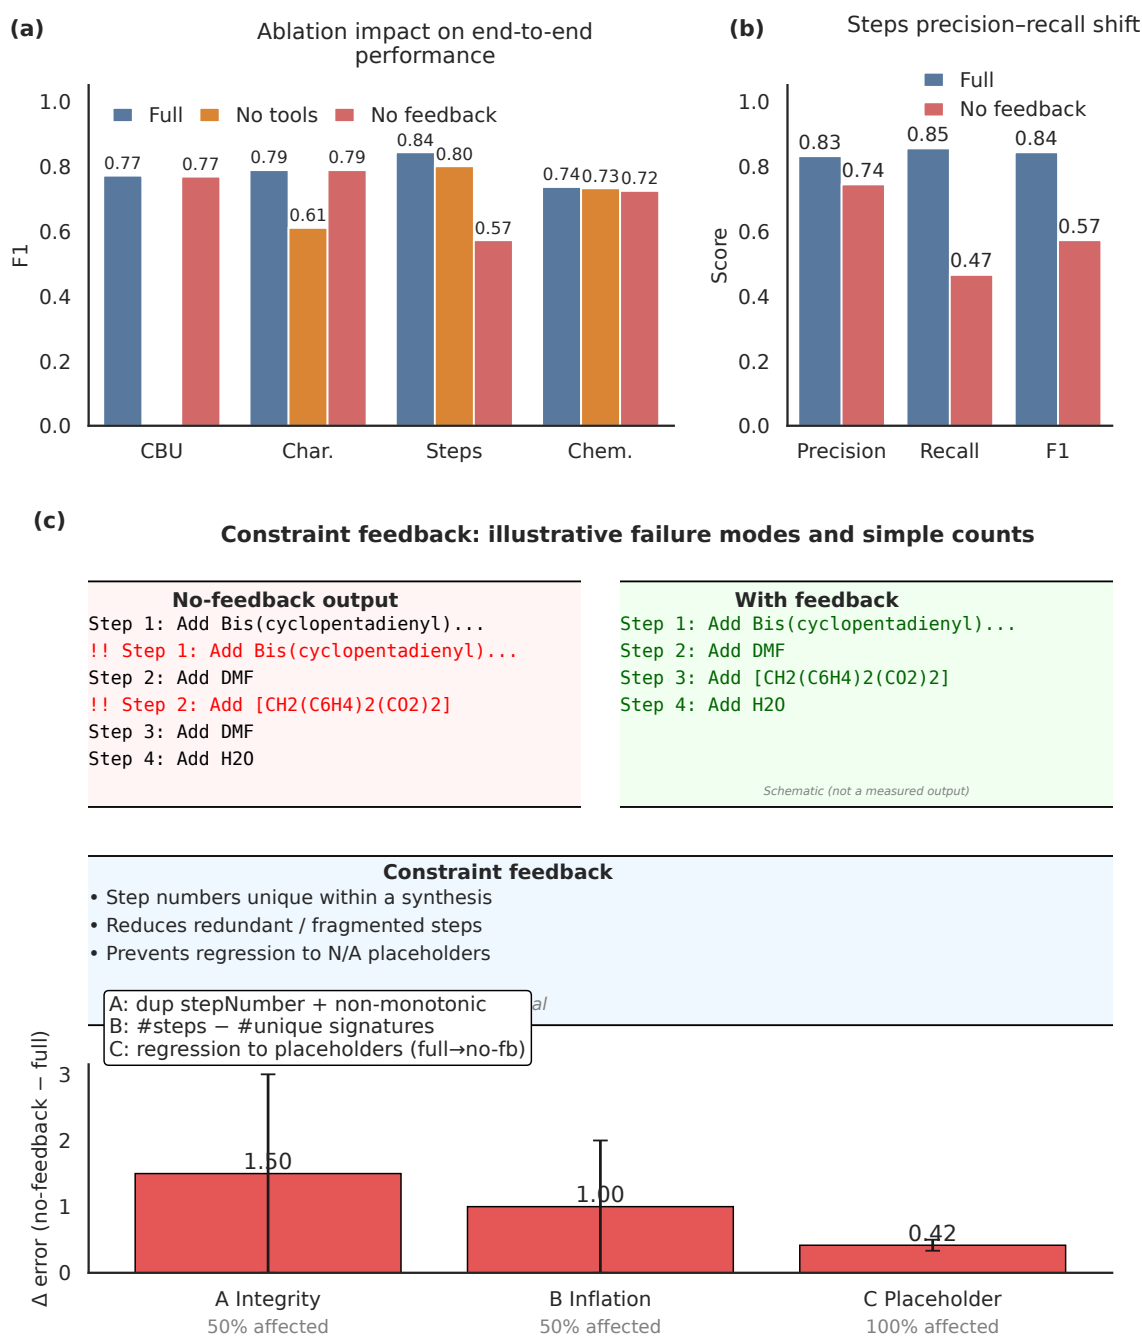 (a)
Ablation impact on end-to-end
performance
F1
1.0
0.8
0.6
0.4
0.2
0.0
Full
No tools
No feedback
0.77
0.77
0.79
0.61
0.79
0.84
0.80
0.57
0.74
0.73
0.72
CBU
Char.
Steps
Chem.
(b)
Steps precision–recall shift
Full
No feedback
Score
1.0
0.8
0.6
0.4
0.2
0.0
0.83
0.74
0.85
0.47
0.84
0.57
Precision
Recall
F1
(c)
Constraint feedback: illustrative failure modes and simple counts
No-feedback output
Step 1: Add Bis(cyclopentadienyl)...
!! Step 1: Add Bis(cyclopentadienyl)...
Step 2: Add DMF
!! Step 2: Add [CH2(C6H4)2(CO2)2]
Step 3: Add DMF
Step 4: Add H2O
With feedback
Step 1: Add Bis(cyclopentadienyl)...
Step 2: Add DMF
Step 3: Add [CH2(C6H4)2(CO2)2]
Step 4: Add H2O
Schematic (not a measured output)
Constraint feedback
• Step numbers unique within a synthesis
• Reduces redundant / fragmented steps
• Prevents regression to N/A placeholders
A: dup stepNumber + non-monotonic
B: #steps − #unique signatures
C: regression to placeholders (full→no-fb)
Δ error (no-feedback − full)
3
2
1
0
1.50
1.00
0.42
A Integrity
50% affected
B Inflation
50% affected
C Placeholder
100% affected